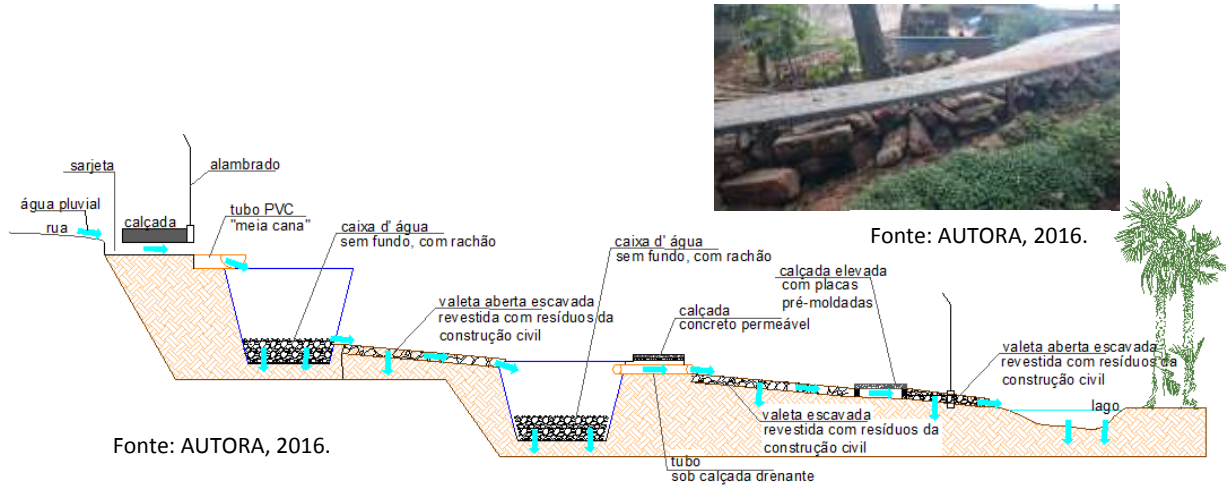 alambrado
sarjeta
água pluvial
rua
calçada
tubo PVC
"meia cana"
caixa d' água
sem fundo, com rachão
valeta aberta escavada
revestida com resíduos da
construção civil
caixa d' água
sem fundo, com rachão
calçada
concreto permeável
Fonte: AUTORA, 2016.
calçada elevada
com placas
pré-moldadas
valeta aberta escavada
revestida com resíduos da
construção civil
lago
valeta escavada
revestida com resíduos da
construção civil
tubo
sob calçada drenante
Fonte: AUTORA, 2016.